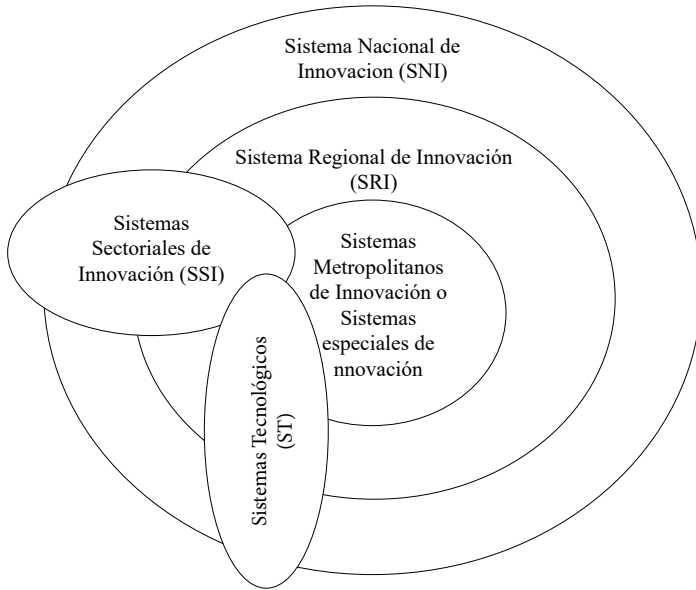 Sistema Nacional de
Innovacion (SNI)
Sistema Regional de Innovación
(SRI)
Sistemas
Sectoriales de
Innovación (SSI)
Sistemas
Metropolitanos
de Innovación o
Sistemas
especiales de
nnovación
Sistemas Tecnológicos
(ST)